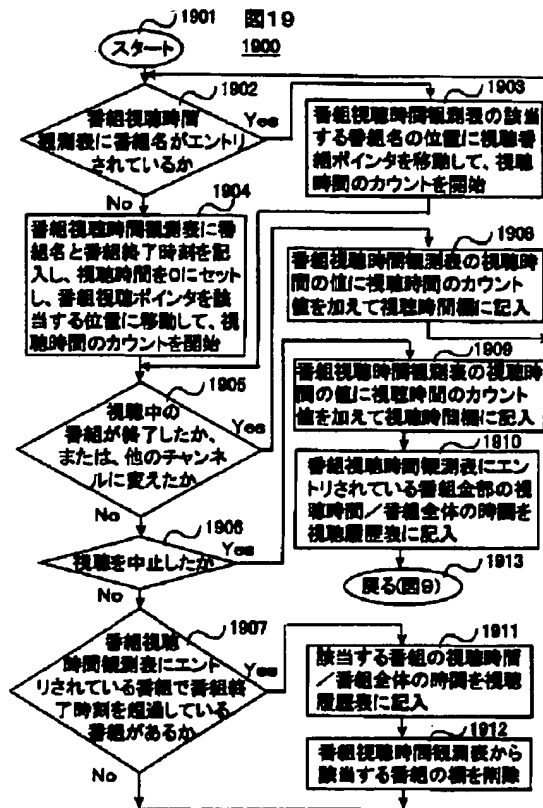 1901
図19
スタート
1900
1902
番組視聴時間
観測表に番組名がエントリ
されているか
Yes
No
1903
番組視聴時間観測表の該当
する番組名の位置に視聴番
組ポインタを移動して、視聴
時間のカウントを開始
1904
番組視聴時間観測表に番組
名と番組終了時刻を記
入し、視聴時間を0にセット
し、番組視聴ポインタを該
当する位置に移動して、視
聴時間のカウントを開始
1908
番組視聴時間観測表の視聴時
間の値に視聴時間のカウント
値を加えて視聴時間欄に記入
1905
視聴中の
番組が終了したか、
または、他のチャンネ
ルに変えたか
Yes
No
1909
番組視聴時間観測表の視聴時
間の値に視聴時間のカウント
値を加えて視聴時間欄に記入
1910
番組視聴時間観測表にエント
リされている番組全部の視
聴時間/番組全体の時間を
視聴履歴表に記入
1906
視聴を中止したか
Yes
No
1913
戻る(図9)
1907
番組視聴
時間観測表にエント
リされている番組で番組終
了時刻を超過している
番組があるか
Yes
No
1911
該当する番組の視聴時間
/番組全体の時間を視聴
履歴表に記入
1912
番組視聴時間観測表から
該当する番組の欄を削除